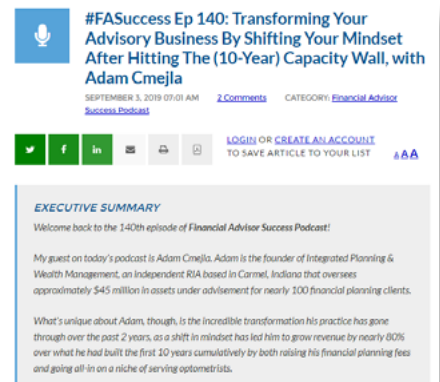 #FASuccess Ep 140: Transforming Your
Advisory Business By Shifting Your Mindset
After Hitting The (10-Year) Capacity Wall, with
Adam Cmejla
SEPTEMBER 3, 2019 07:01 AM 2 Comments CATEGORY: Financial Advisor
Success Podcast
LOGIN OR CREATE AN ACCOUNT
TO SAVE ARTICLE TO YOUR LIST A A A
EXECUTIVE SUMMARY
Welcome back to the 140th episode of Financial Advisor Success Podcast!
My guest on today's podcast is Adam Cmejla. Adam is the founder of Integrated Planning &
Wealth Management, an independent RIA based in Carmel, Indiana that oversees
approximately $45 million in assets under advisement for nearly 100 financial planning clients.
What's unique about Adam, though, is the incredible transformation his practice has gone
through over the past 2 years, as a shift in mindset has led him to grow revenue by nearly 80%
over what he had built the first 10 years cumulatively by both raising his financial planning fees
and going all-in on a niche of serving optometrists.